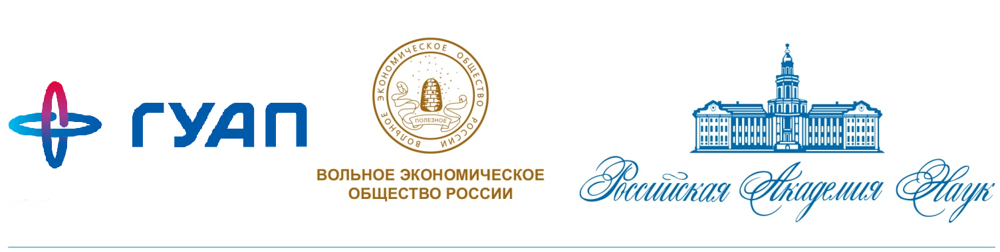 ГУАП
ВОЛЬНОЕ ЭКОНОМИЧЕСКОЕ ОБЩЕСТВО РОССИИ
ПОЛЕЗНОЕ
ВОЛЬНОЕ ЭКОНОМИЧЕСКОЕ
ОБЩЕСТВО РОССИИ
Российская Академия Наук